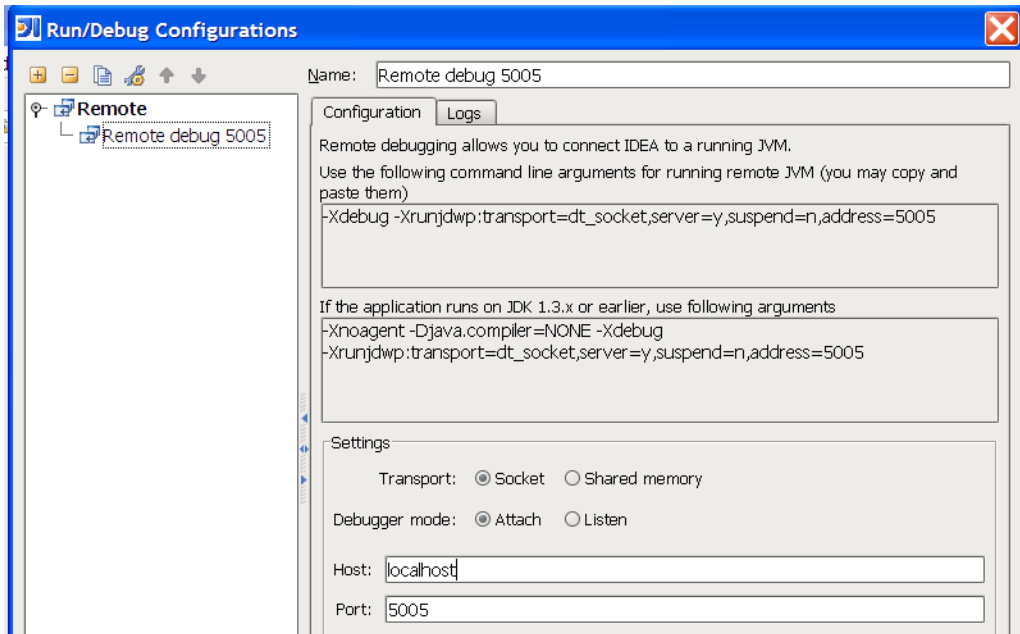 Run/Debug Configurations
Name: Remote debug 5005
Remote
Remote debug 5005
Configuration Logs
Remote debugging allows you to connect IDEA to a running JVM.
Use the following command line arguments for running remote JVM (you may copy and
paste them)
-Xdebug -Xrunjdwp:transport=dt_socket,server=y,suspend=n,address=5005
If the application runs on JDK 1.3.x or earlier, use following arguments
-Xnoagent -Djava.compiler=NONE -Xdebug
-Xrunjdwp:transport=dt_socket,server=y,suspend=n,address=5005
Settings
Transport: Socket Shared memory
Debugger mode: Attach Listen
Host: localhost
Port: 5005